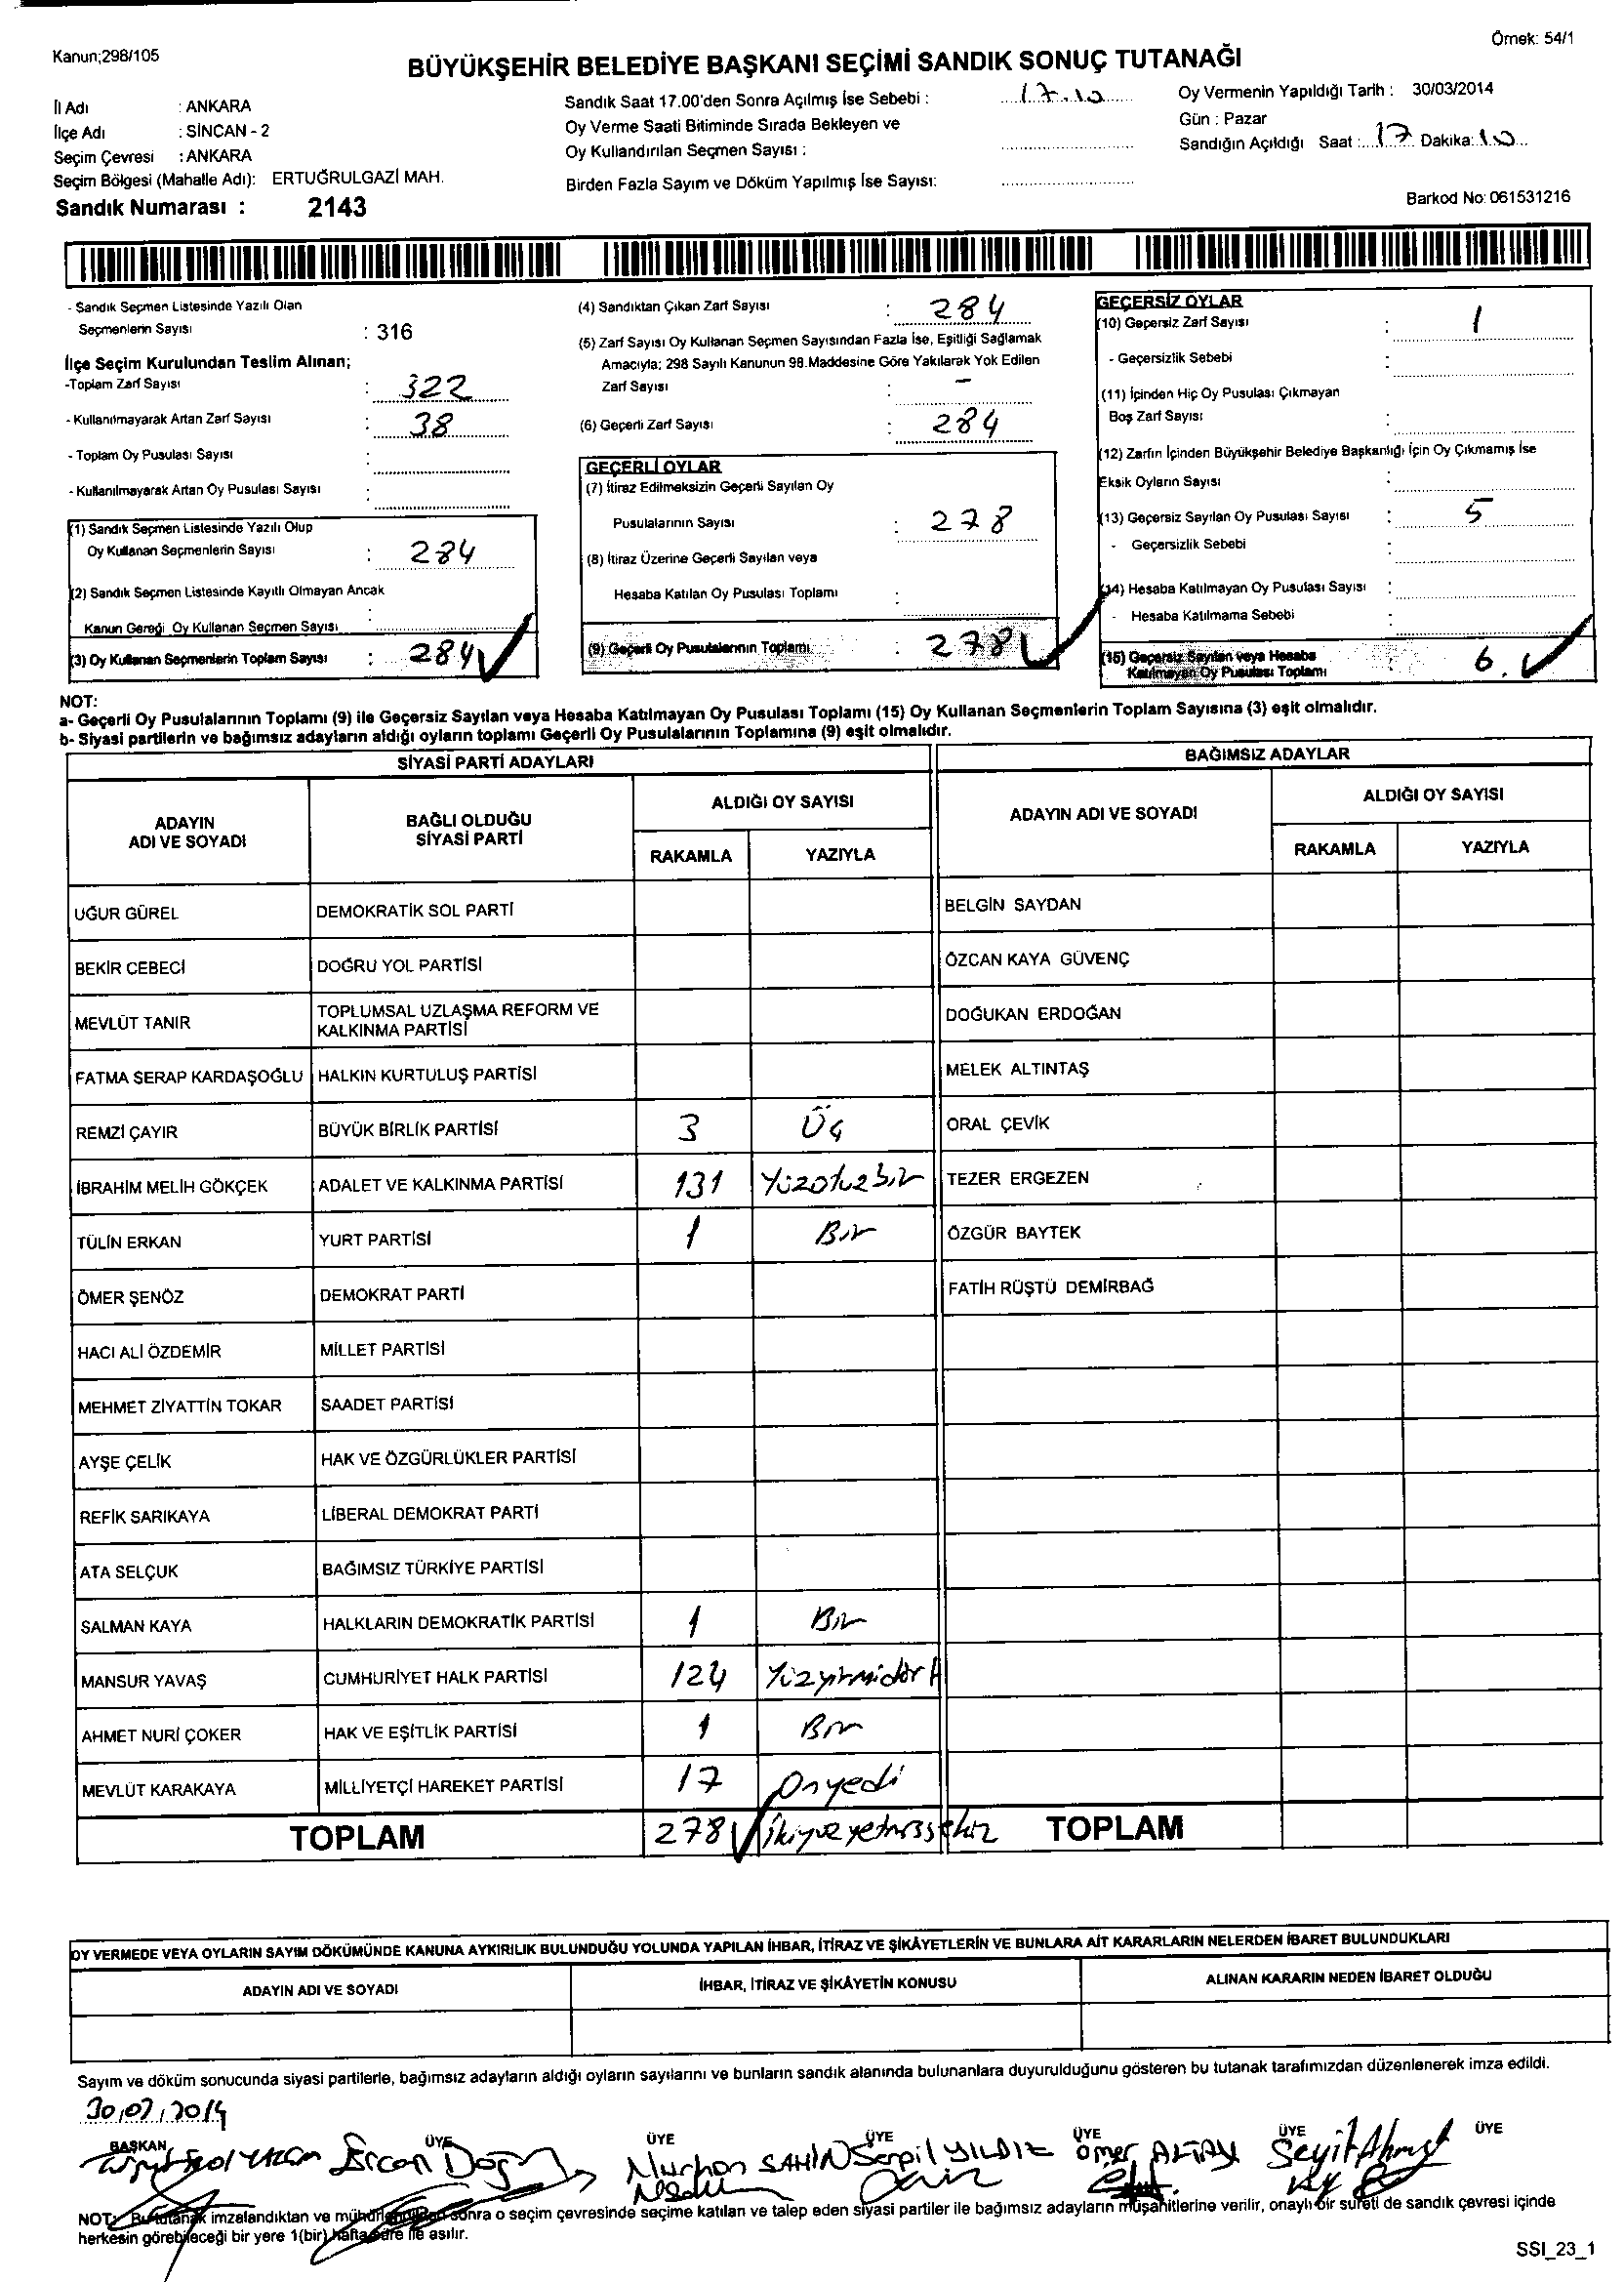 Kanun;298/105
Örnek: 54/1
BÜYÜKŞEHİR BELEDİYE BAŞKANI SEÇİMİ SANDIK SONUÇ TUTANAĞI
İl Adı : ANKARA
İlçe Adı : SİNCAN - 2
Seçim Çevresi : ANKARA
Seçim Bölgesi (Mahalle Adı): ERTUĞRULGAZİ MAH.
Sandık Numarası : 2143
Sandık Saat 17.00'den Sonra Açılmış İse Sebebi : 17.10
Oy Verme Saati Bitiminde Sırada Bekleyen ve
Oy Kullandırılan Seçmen Sayısı :
Birden Fazla Sayım ve Döküm Yapılmış İse Sayısı:
Oy Vermenin Yapıldığı Tarih : 30/03/2014
Gün : Pazar
Sandığın Açıldığı Saat : 17 Dakika: 10
Barkod No: 061531216
- Sandık Seçmen Listesinde Yazılı Olan
Seçmenlerin Sayısı : 316
İlçe Seçim Kurulundan Teslim Alınan;
-Toplam Zarf Sayısı : 322
- Kullanılmayarak Artan Zarf Sayısı : 38
- Toplam Oy Pusulası Sayısı :
- Kullanılmayarak Artan Oy Pusulası Sayısı :
(1) Sandık Seçmen Listesinde Yazılı Olup
Oy Kullanan Seçmenlerin Sayısı : 284
(2) Sandık Seçmen Listesinde Kayıtlı Olmayan Ancak
Kanun Gereği Oy Kullanan Seçmen Sayısı :
(3) Oy Kullanan Seçmenlerin Toplam Sayısı : 284
(4) Sandıktan Çıkan Zarf Sayısı : 284
(5) Zarf Sayısı Oy Kullanan Seçmen Sayısından Fazla İse, Eşitliği Sağlamak
Amacıyla; 298 Sayılı Kanunun 98.Maddesine Göre Yakılarak Yok Edilen
Zarf Sayısı : -
(6) Geçerli Zarf Sayısı : 284
GEÇERLİ OYLAR
(7) İtiraz Edilmeksizin Geçerli Sayılan Oy
Pusulalarının Sayısı : 278
(8) İtiraz Üzerine Geçerli Sayılan veya
Hesaba Katılan Oy Pusulası Toplamı :
(9) Geçerli Oy Pusulalarının Toplamı : 278
GEÇERSİZ OYLAR
(10) Geçersiz Zarf Sayısı : 1
- Geçersizlik Sebebi :
(11) İçinden Hiç Oy Pusulası Çıkmayan
Boş Zarf Sayısı :
(12) Zarfın İçinden Büyükşehir Belediye Başkanlığı İçin Oy Çıkmamış İse
Eksik Oyların Sayısı :
(13) Geçersiz Sayılan Oy Pusulası Sayısı : 5
- Geçersizlik Sebebi :
(14) Hesaba Katılmayan Oy Pusulası Sayısı :
- Hesaba Katılmama Sebebi :
(15) Geçersiz Sayılan veya Hesaba
Katılmayan Oy Pusulası Toplamı : 6.
NOT:
a- Geçerli Oy Pusulalarının Toplamı (9) ile Geçersiz Sayılan veya Hesaba Katılmayan Oy Pusulası Toplamı (15) Oy Kullanan Seçmenlerin Toplam Sayısına (3) eşit olmalıdır.
b- Siyasi partilerin ve bağımsız adayların aldığı oyların toplamı Geçerli Oy Pusulalarının Toplamına (9) eşit olmalıdır.
SİYASİ PARTİ ADAYLARI BAĞIMSIZ ADAYLAR
ADAYIN ADI VE SOYADI BAĞLI OLDUĞU SİYASİ PARTİ ALDIĞI OY SAYISI ADAYIN ADI VE SOYADI ALDIĞI OY SAYISI
RAKAMLA YAZIYLA RAKAMLA YAZIYLA
UĞUR GÜREL DEMOKRATİK SOL PARTİ BELGİN SAYDAN
BEKİR CEBECİ DOĞRU YOL PARTİSİ ÖZCAN KAYA GÜVENÇ
MEVLÜT TANIR TOPLUMSAL UZLAŞMA REFORM VE KALKINMA PARTİSİ DOĞUKAN ERDOĞAN
FATMA SERAP KARDAŞOĞLU HALKIN KURTULUŞ PARTİSİ MELEK ALTINTAŞ
REMZİ ÇAYIR BÜYÜK BİRLİK PARTİSİ 3 Üç ORAL ÇEVİK
İBRAHİM MELİH GÖKÇEK ADALET VE KALKINMA PARTİSİ 131 Yüzotuzbir TEZER ERGEZEN
TÜLİN ERKAN YURT PARTİSİ 1 Bir ÖZGÜR BAYTEK
ÖMER ŞENÖZ DEMOKRAT PARTİ FATİH RÜŞTÜ DEMİRBAĞ
HACI ALİ ÖZDEMİR MİLLET PARTİSİ
MEHMET ZİYATTİN TOKAR SAADET PARTİSİ
AYŞE ÇELİK HAK VE ÖZGÜRLÜKLER PARTİSİ
REFİK SARIKAYA LİBERAL DEMOKRAT PARTİ
ATA SELÇUK BAĞIMSIZ TÜRKİYE PARTİSİ
SALMAN KAYA HALKLARIN DEMOKRATİK PARTİSİ 1 Bir
MANSUR YAVAŞ CUMHURİYET HALK PARTİSİ 124 Yüzyirmidört
AHMET NURİ ÇOKER HAK VE EŞİTLİK PARTİSİ 1 Bir
MEVLÜT KARAKAYA MİLLİYETÇİ HAREKET PARTİSİ 17 Onyedi
TOPLAM 278 TOPLAM
OY VERMEDE VEYA OYLARIN SAYIM DÖKÜMÜNDE KANUNA AYKIRILIK BULUNDUĞU YOLUNDA YAPILAN İHBAR, İTİRAZ VE ŞİKÂYETLERİN VE BUNLARA AİT KARARLARIN NELERDEN İBARET BULUNDUKLARI
ADAYIN ADI VE SOYADI İHBAR, İTİRAZ VE ŞİKÂYETİN KONUSU ALINAN KARARIN NEDEN İBARET OLDUĞU
Sayım ve döküm sonucunda siyasi partilerle, bağımsız adayların aldığı oyların sayılarını ve bunların sandık alanında bulunanlara duyurulduğunu gösteren bu tutanak tarafımızdan düzenlenerek imza edildi.
BAŞKAN ÜYE ÜYE ÜYE ÜYE ÜYE ÜYE
Ercan Nurhan ŞAHİN Serpil YILDIZ Ömer ALTAY Seyit Ahmet
NOT: Bu tutanak imzalandıktan ve mühürlendikten sonra o seçim çevresinde seçime katılan ve talep eden siyasi partiler ile bağımsız adayların müşahitlerine verilir, onaylı bir sureti de sandık çevresi içinde
herkesin görebileceği bir yere 1(bir) hafta süre ile asılır.
SSI_23_1